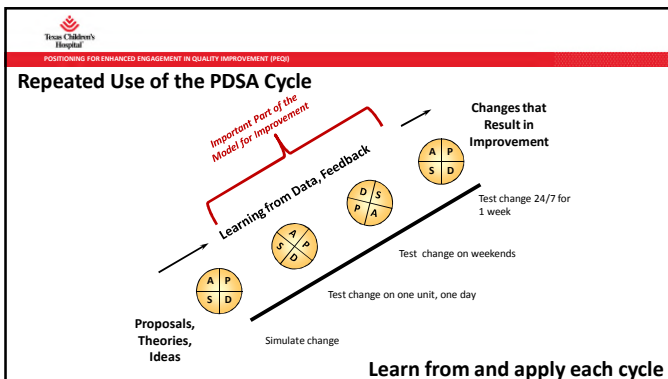 Texas Children's
Hospital
POSITIONING FOR ENHANCED ENGAGEMENT IN QUALITY IMPROVEMENT (PEQI)
Repeated Use of the PDSA Cycle
Important Part of the
Model for Improvement
Changes that
Result in
Improvement
Learning from Data, Feedback
A P
S D
D S
P A
A P
S D
A P
S D
Test change 24/7 for
1 week
Test change on weekends
Test change on one unit, one day
Simulate change
Proposals,
Theories,
Ideas
Learn from and apply each cycle